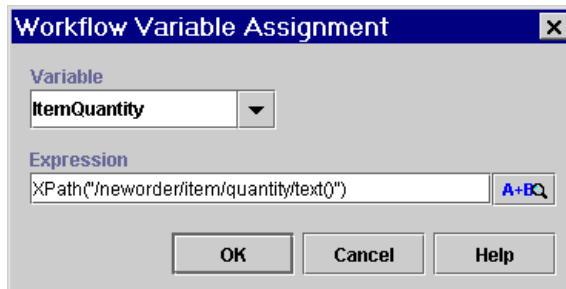 Workflow Variable Assignment
Variable
ItemQuantity
Expression
XPath("/neworder/item/quantity/text()")
A+B
OK Cancel Help